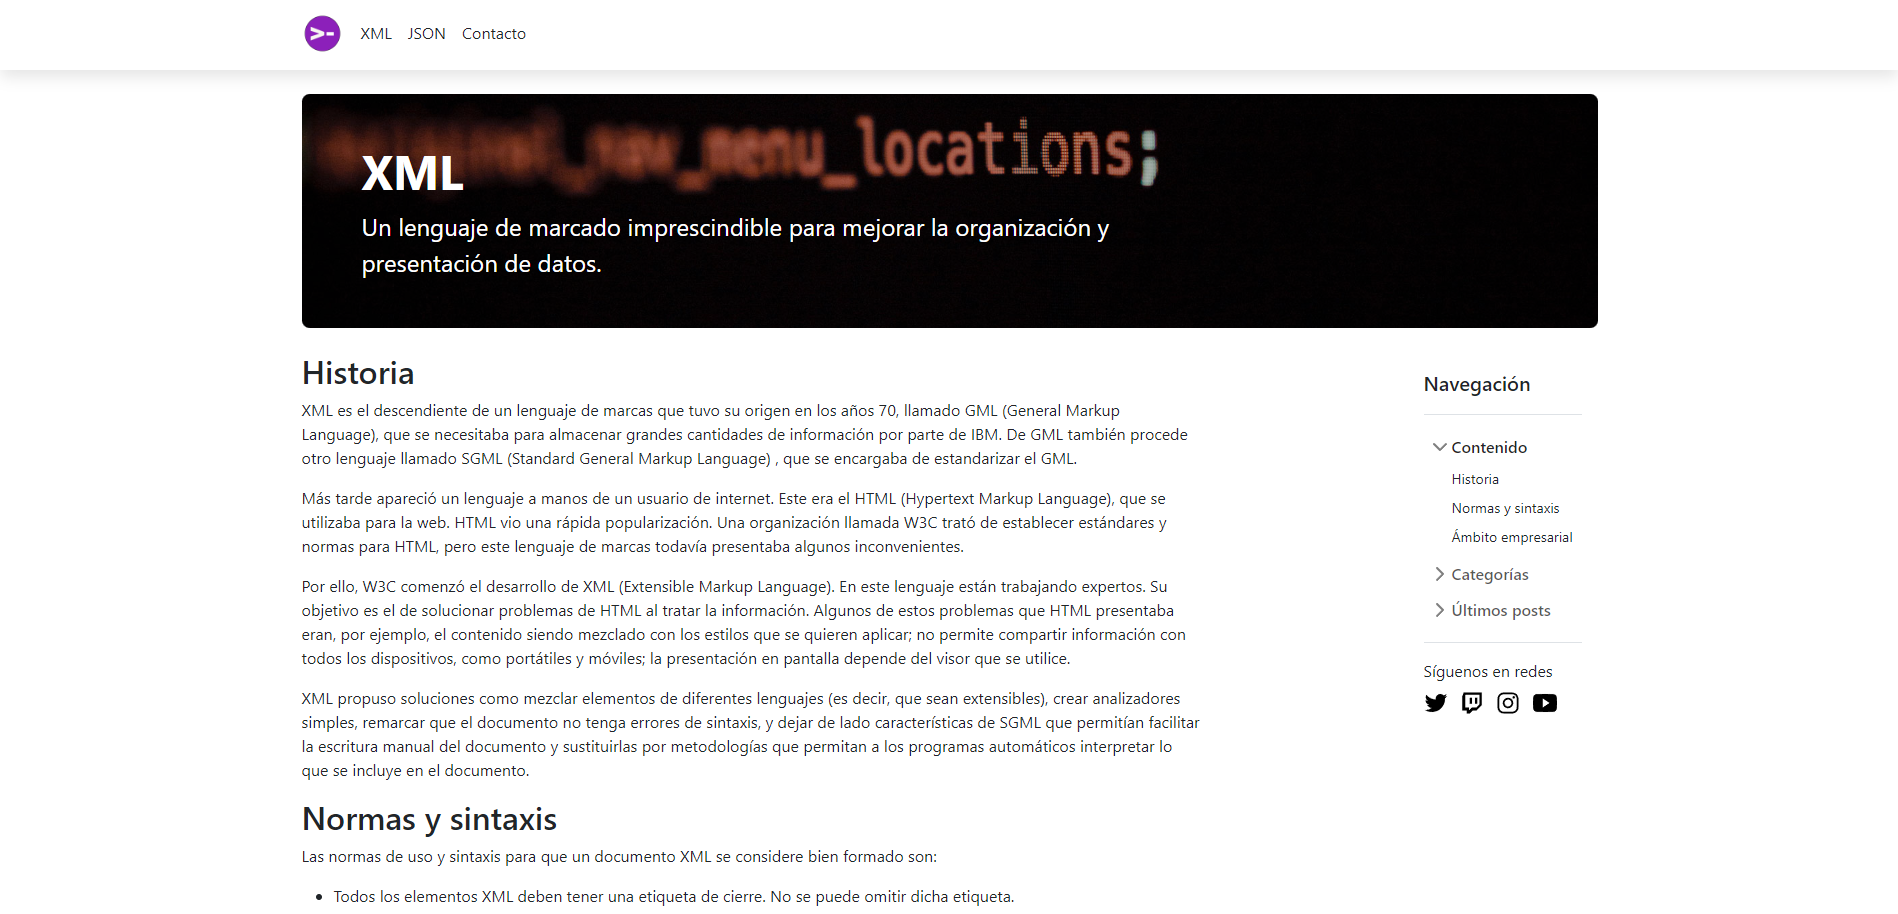 XML JSON Contacto
_nav_menu_locations;
XML
Un lenguaje de marcado imprescindible para mejorar la organización y
presentación de datos.
Historia
XML es el descendiente de un lenguaje de marcas que tuvo su origen en los años 70, llamado GML (General Markup
Language), que se necesitaba para almacenar grandes cantidades de información por parte de IBM. De GML también procede
otro lenguaje llamado SGML (Standard General Markup Language) , que se encargaba de estandarizar el GML.
Más tarde apareció un lenguaje a manos de un usuario de internet. Este era el HTML (Hypertext Markup Language), que se
utilizaba para la web. HTML vio una rápida popularización. Una organización llamada W3C trató de establecer estándares y
normas para HTML, pero este lenguaje de marcas todavía presentaba algunos inconvenientes.
Por ello, W3C comenzó el desarrollo de XML (Extensible Markup Language). En este lenguaje están trabajando expertos. Su
objetivo es el de solucionar problemas de HTML al tratar la información. Algunos de estos problemas que HTML presentaba
eran, por ejemplo, el contenido siendo mezclado con los estilos que se quieren aplicar; no permite compartir información con
todos los dispositivos, como portátiles y móviles; la presentación en pantalla depende del visor que se utilice.
XML propuso soluciones como mezclar elementos de diferentes lenguajes (es decir, que sean extensibles), crear analizadores
simples, remarcar que el documento no tenga errores de sintaxis, y dejar de lado características de SGML que permitían facilitar
la escritura manual del documento y sustituirlas por metodologías que permitan a los programas automáticos interpretar lo
que se incluye en el documento.
Normas y sintaxis
Las normas de uso y sintaxis para que un documento XML se considere bien formado son:
• Todos los elementos XML deben tener una etiqueta de cierre. No se puede omitir dicha etiqueta.
Navegación
Contenido
Historia
Normas y sintaxis
Ámbito empresarial
Categorías
Últimos posts
Síguenos en redes